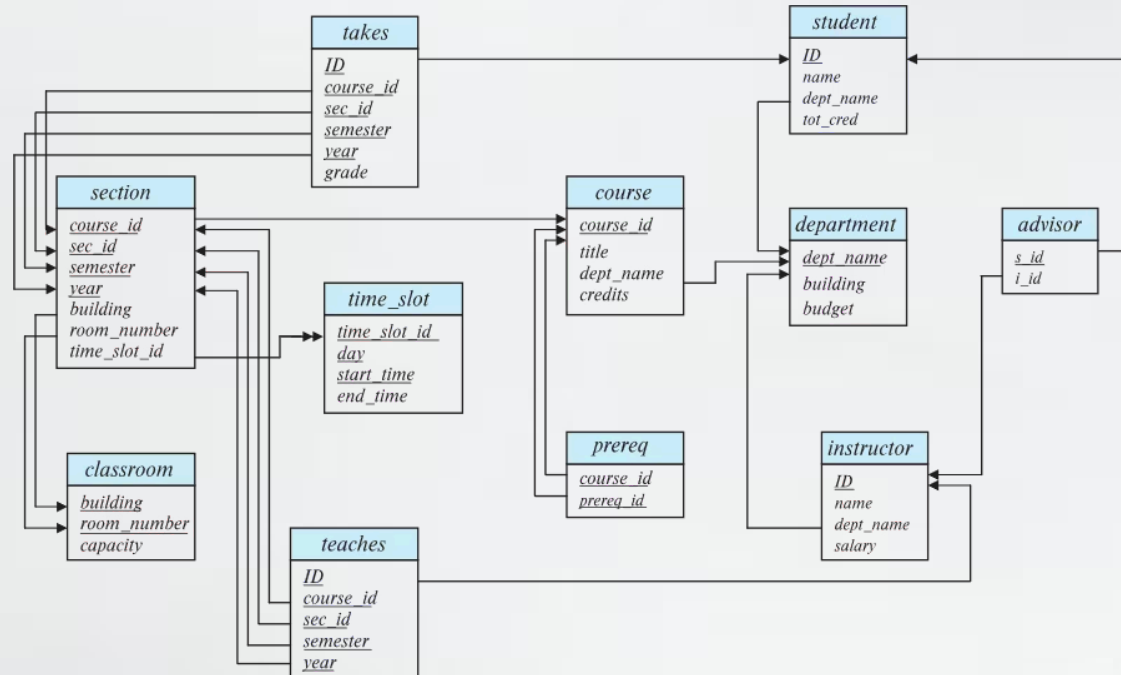 takes
ID
course_id
sec_id
semester
year
grade
student
ID
name
dept_name
tot_cred
section
course_id
sec_id
semester
year
building
room_number
time_slot_id
course
course_id
title
dept_name
credits
department
dept_name
building
budget
advisor
s_id
i_id
time_slot
time_slot_id
day
start_time
end_time
prereq
course_id
prereq_id
instructor
ID
name
dept_name
salary
classroom
building
room_number
capacity
teaches
ID
course_id
sec_id
semester
year